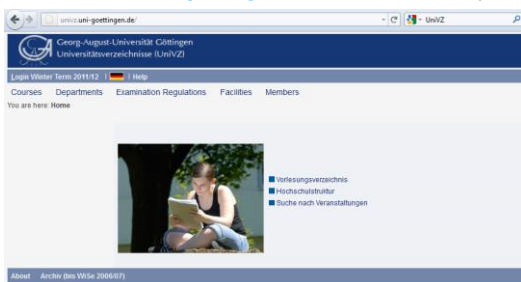 univz.uni-goettingen.de/
UniVZ
Georg-August-Universität Göttingen
Universitätsverzeichnisse (UniVZ)
Login Winter Term 2011/12 | | Help
Courses Departments Examination Regulations Facilities Members
You are here: Home
Vorlesungsverzeichnis
Hochschulstruktur
Suche nach Veranstaltungen
About Archiv (bis WiSe 2006/07)